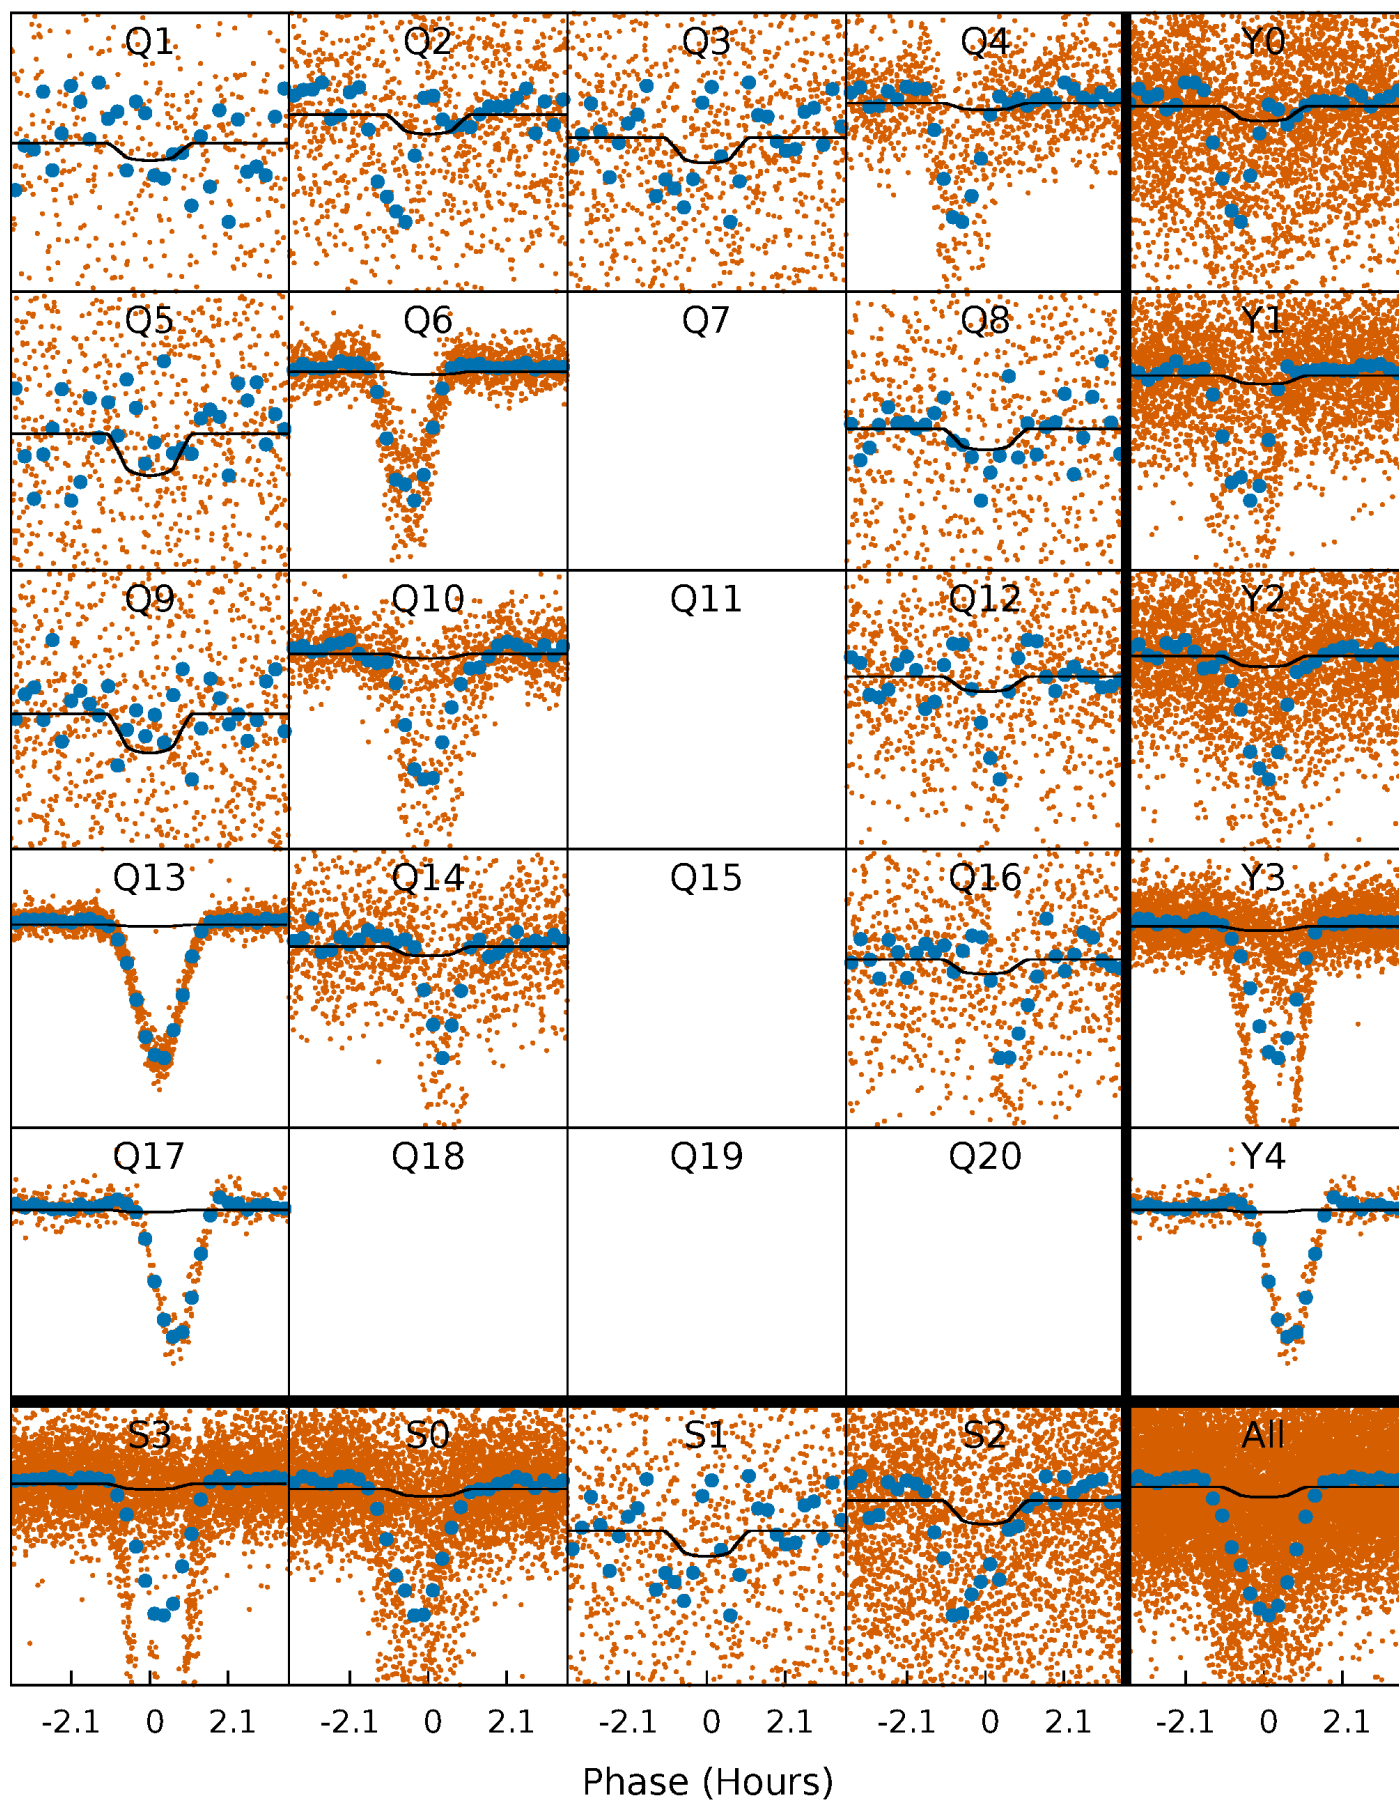 Q1 Q2 Q3 Q4 Y0
Q5 Q6 Q7 Q8 Y1
Q9 Q10 Q11 Q12 Y2
Q13 Q14 Q15 Q16 Y3
Q17 Q18 Q19 Q20 Y4
S3 S0 S1 S2 All
-2.1 0 2.1 -2.1 0 2.1 -2.1 0 2.1 -2.1 0 2.1 -2.1 0 2.1
Phase (Hours)